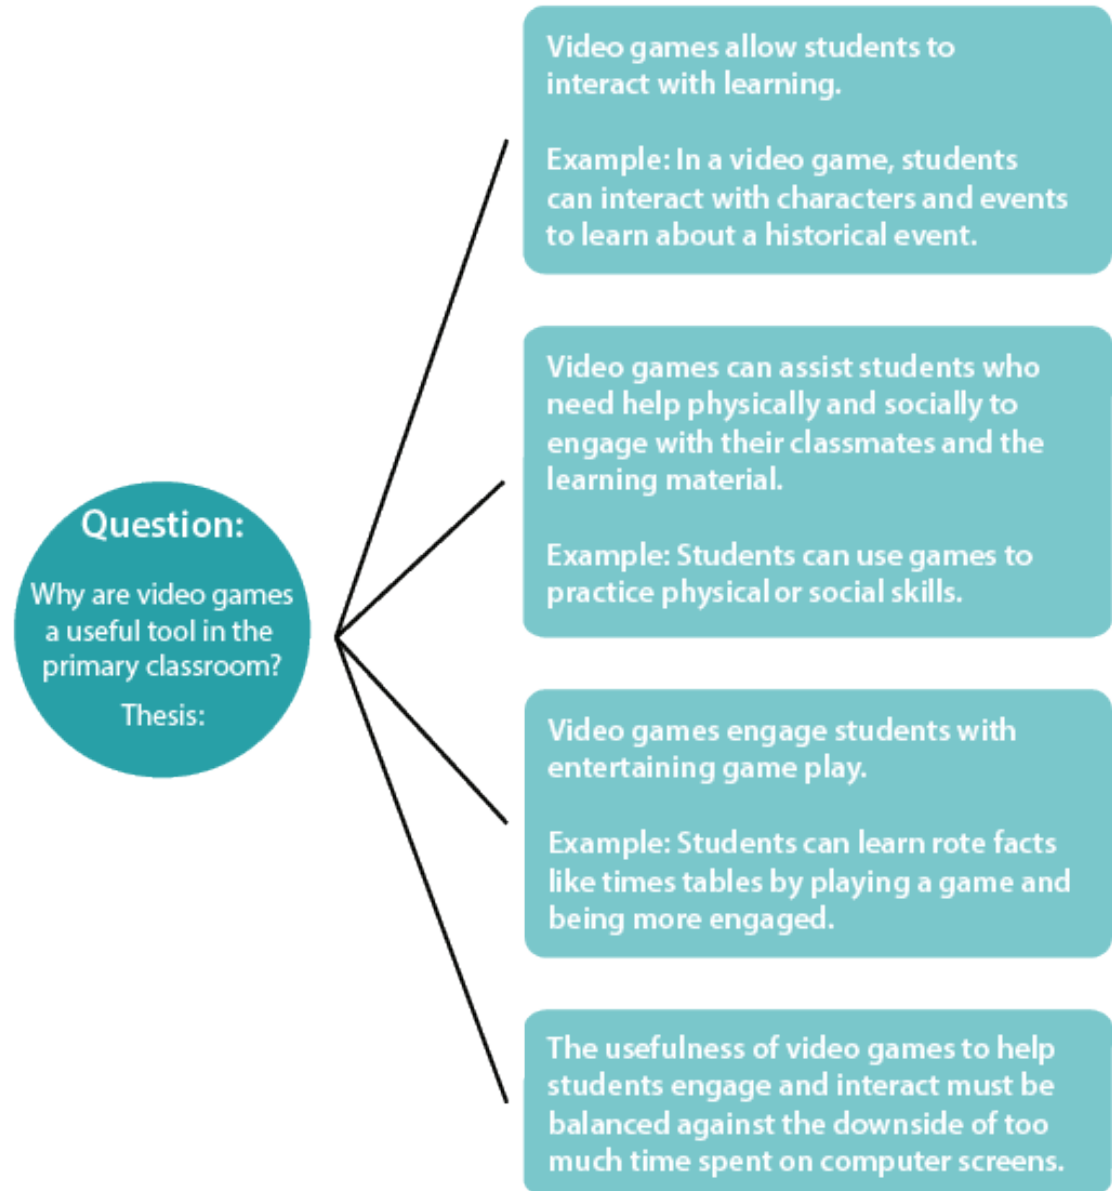 Question:
Why are video games
a useful tool in the
primary classroom?
Thesis:
Video games allow students to
interact with learning.
Example: In a video game, students
can interact with characters and events
to learn about a historical event.
Video games can assist students who
need help physically and socially to
engage with their classmates and the
learning material.
Example: Students can use games to
practice physical or social skills.
Video games engage students with
entertaining game play.
Example: Students can learn rote facts
like times tables by playing a game and
being more engaged.
The usefulness of video games to help
students engage and interact must be
balanced against the downside of too
much time spent on computer screens.